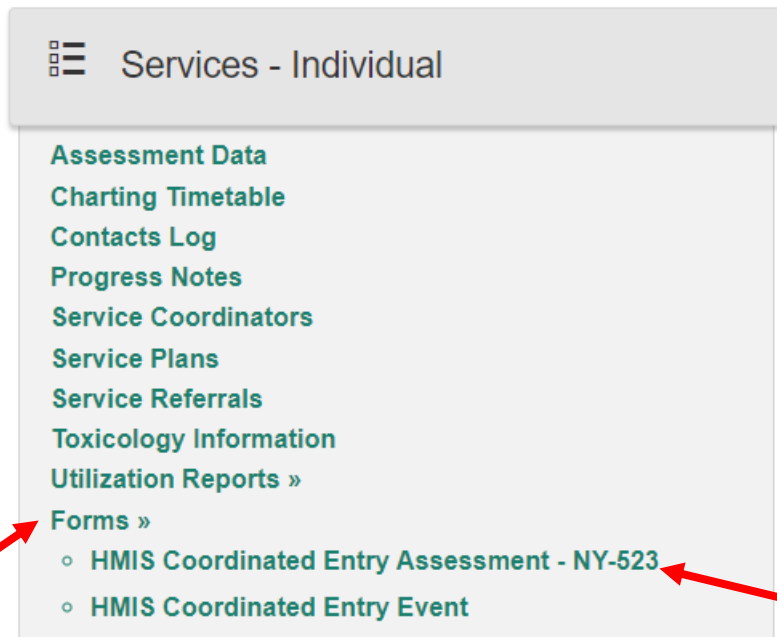 Services - Individual
Assessment Data
Charting Timetable
Contacts Log
Progress Notes
Service Coordinators
Service Plans
Service Referrals
Toxicology Information
Utilization Reports »
Forms »
HMIS Coordinated Entry Assessment - NY-523
HMIS Coordinated Entry Event